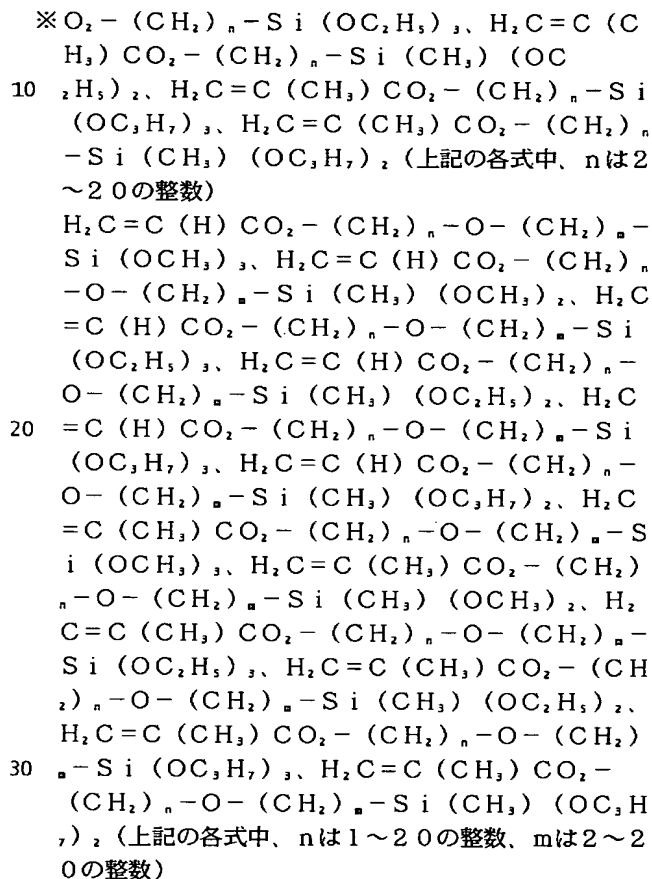 ※O₂−(CH₂)ₙ−Si(OC₂H₅)₃、H₂C=C(C
H₃)CO₂−(CH₂)ₙ−Si(CH₃)(OC
10 ₂H₅)₂、H₂C=C(CH₃)CO₂−(CH₂)ₙ−Si
(OC₃H₇)₃、H₂C=C(CH₃)CO₂−(CH₂)ₙ
−Si(CH₃)(OC₃H₇)₂(上記の各式中、nは2
~20の整数)
H₂C=C(H)CO₂−(CH₂)ₙ−O−(CH₂)ₘ−
Si(OCH₃)₃、H₂C=C(H)CO₂−(CH₂)ₙ
−O−(CH₂)ₘ−Si(CH₃)(OCH₃)₂、H₂C
=C(H)CO₂−(CH₂)ₙ−O−(CH₂)ₘ−Si
(OC₂H₅)₃、H₂C=C(H)CO₂−(CH₂)ₙ−
O−(CH₂)ₘ−Si(CH₃)(OC₂H₅)₂、H₂C
20 =C(H)CO₂−(CH₂)ₙ−O−(CH₂)ₘ−Si
(OC₃H₇)₃、H₂C=C(H)CO₂−(CH₂)ₙ−
O−(CH₂)ₘ−Si(CH₃)(OC₃H₇)₂、H₂C
=C(CH₃)CO₂−(CH₂)ₙ−O−(CH₂)ₘ−S
i(OCH₃)₃、H₂C=C(CH₃)CO₂−(CH₂)
ₙ−O−(CH₂)ₘ−Si(CH₃)(OCH₃)₂、H₂
C=C(CH₃)CO₂−(CH₂)ₙ−O−(CH₂)ₘ−
Si(OC₂H₅)₃、H₂C=C(CH₃)CO₂−(CH
₂)ₙ−O−(CH₂)ₘ−Si(CH₃)(OC₂H₅)₂、
H₂C=C(CH₃)CO₂−(CH₂)ₙ−O−(CH₂)
30 ₘ−Si(OC₃H₇)₃、H₂C=C(CH₃)CO₂−
(CH₂)ₙ−O−(CH₂)ₘ−Si(CH₃)(OC₃H
₇)₂(上記の各式中、nは1~20の整数、mは2~2
0の整数)